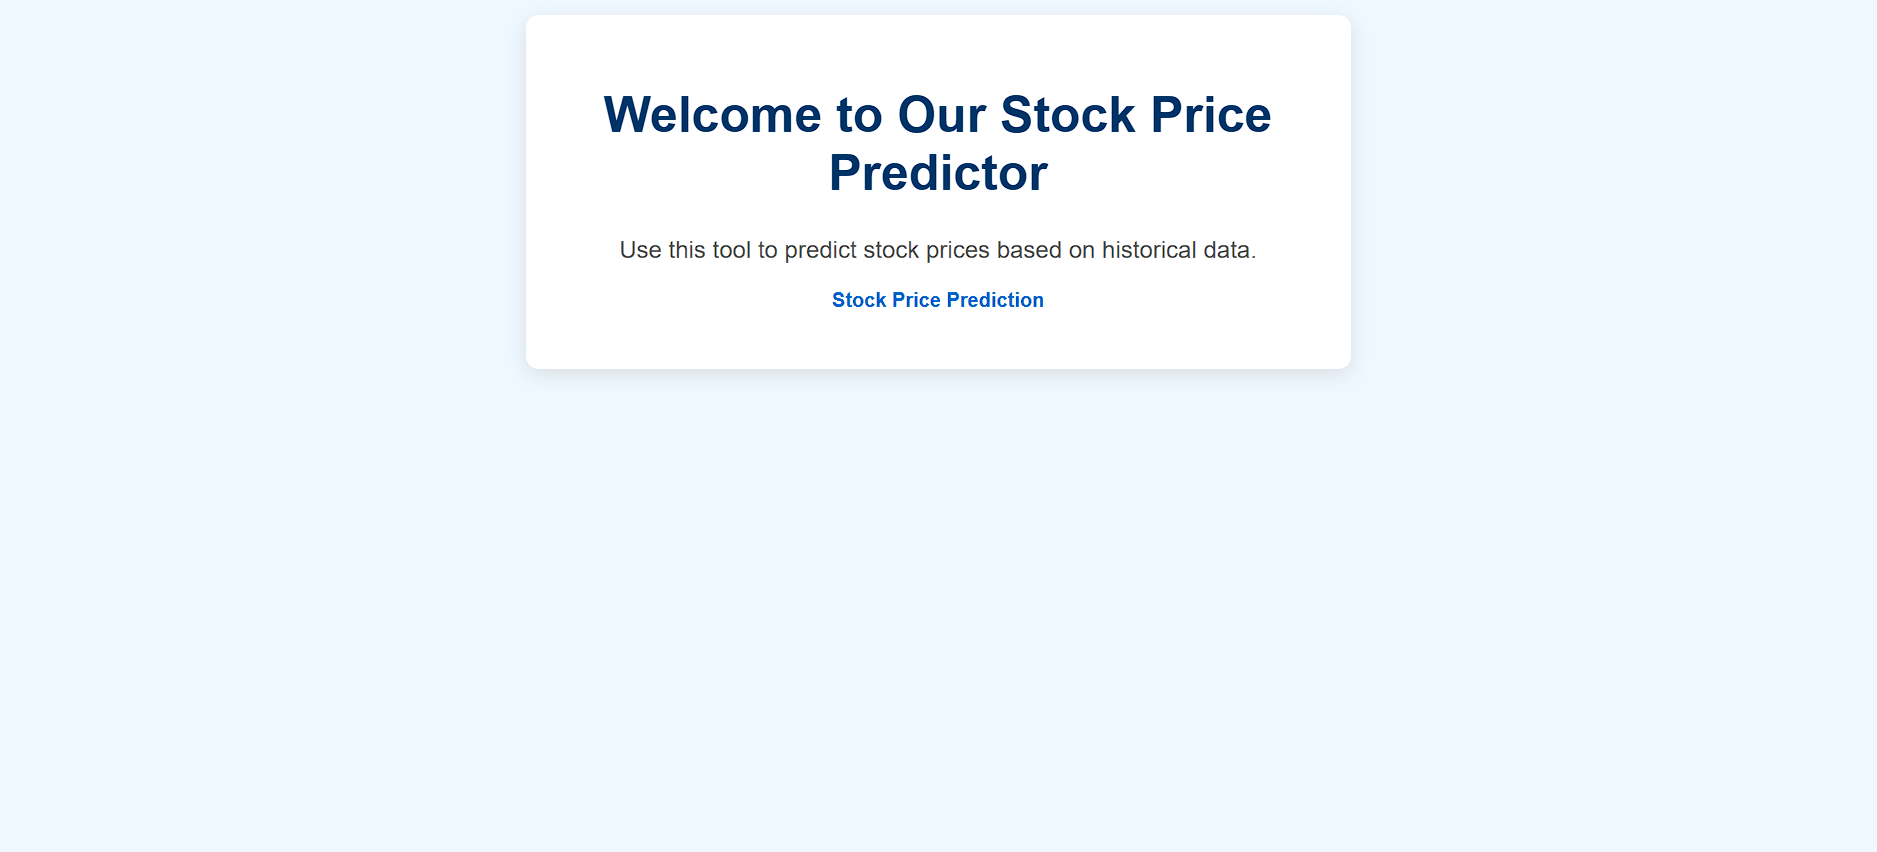 Welcome to Our Stock Price
Predictor
Use this tool to predict stock prices based on historical data.
Stock Price Prediction